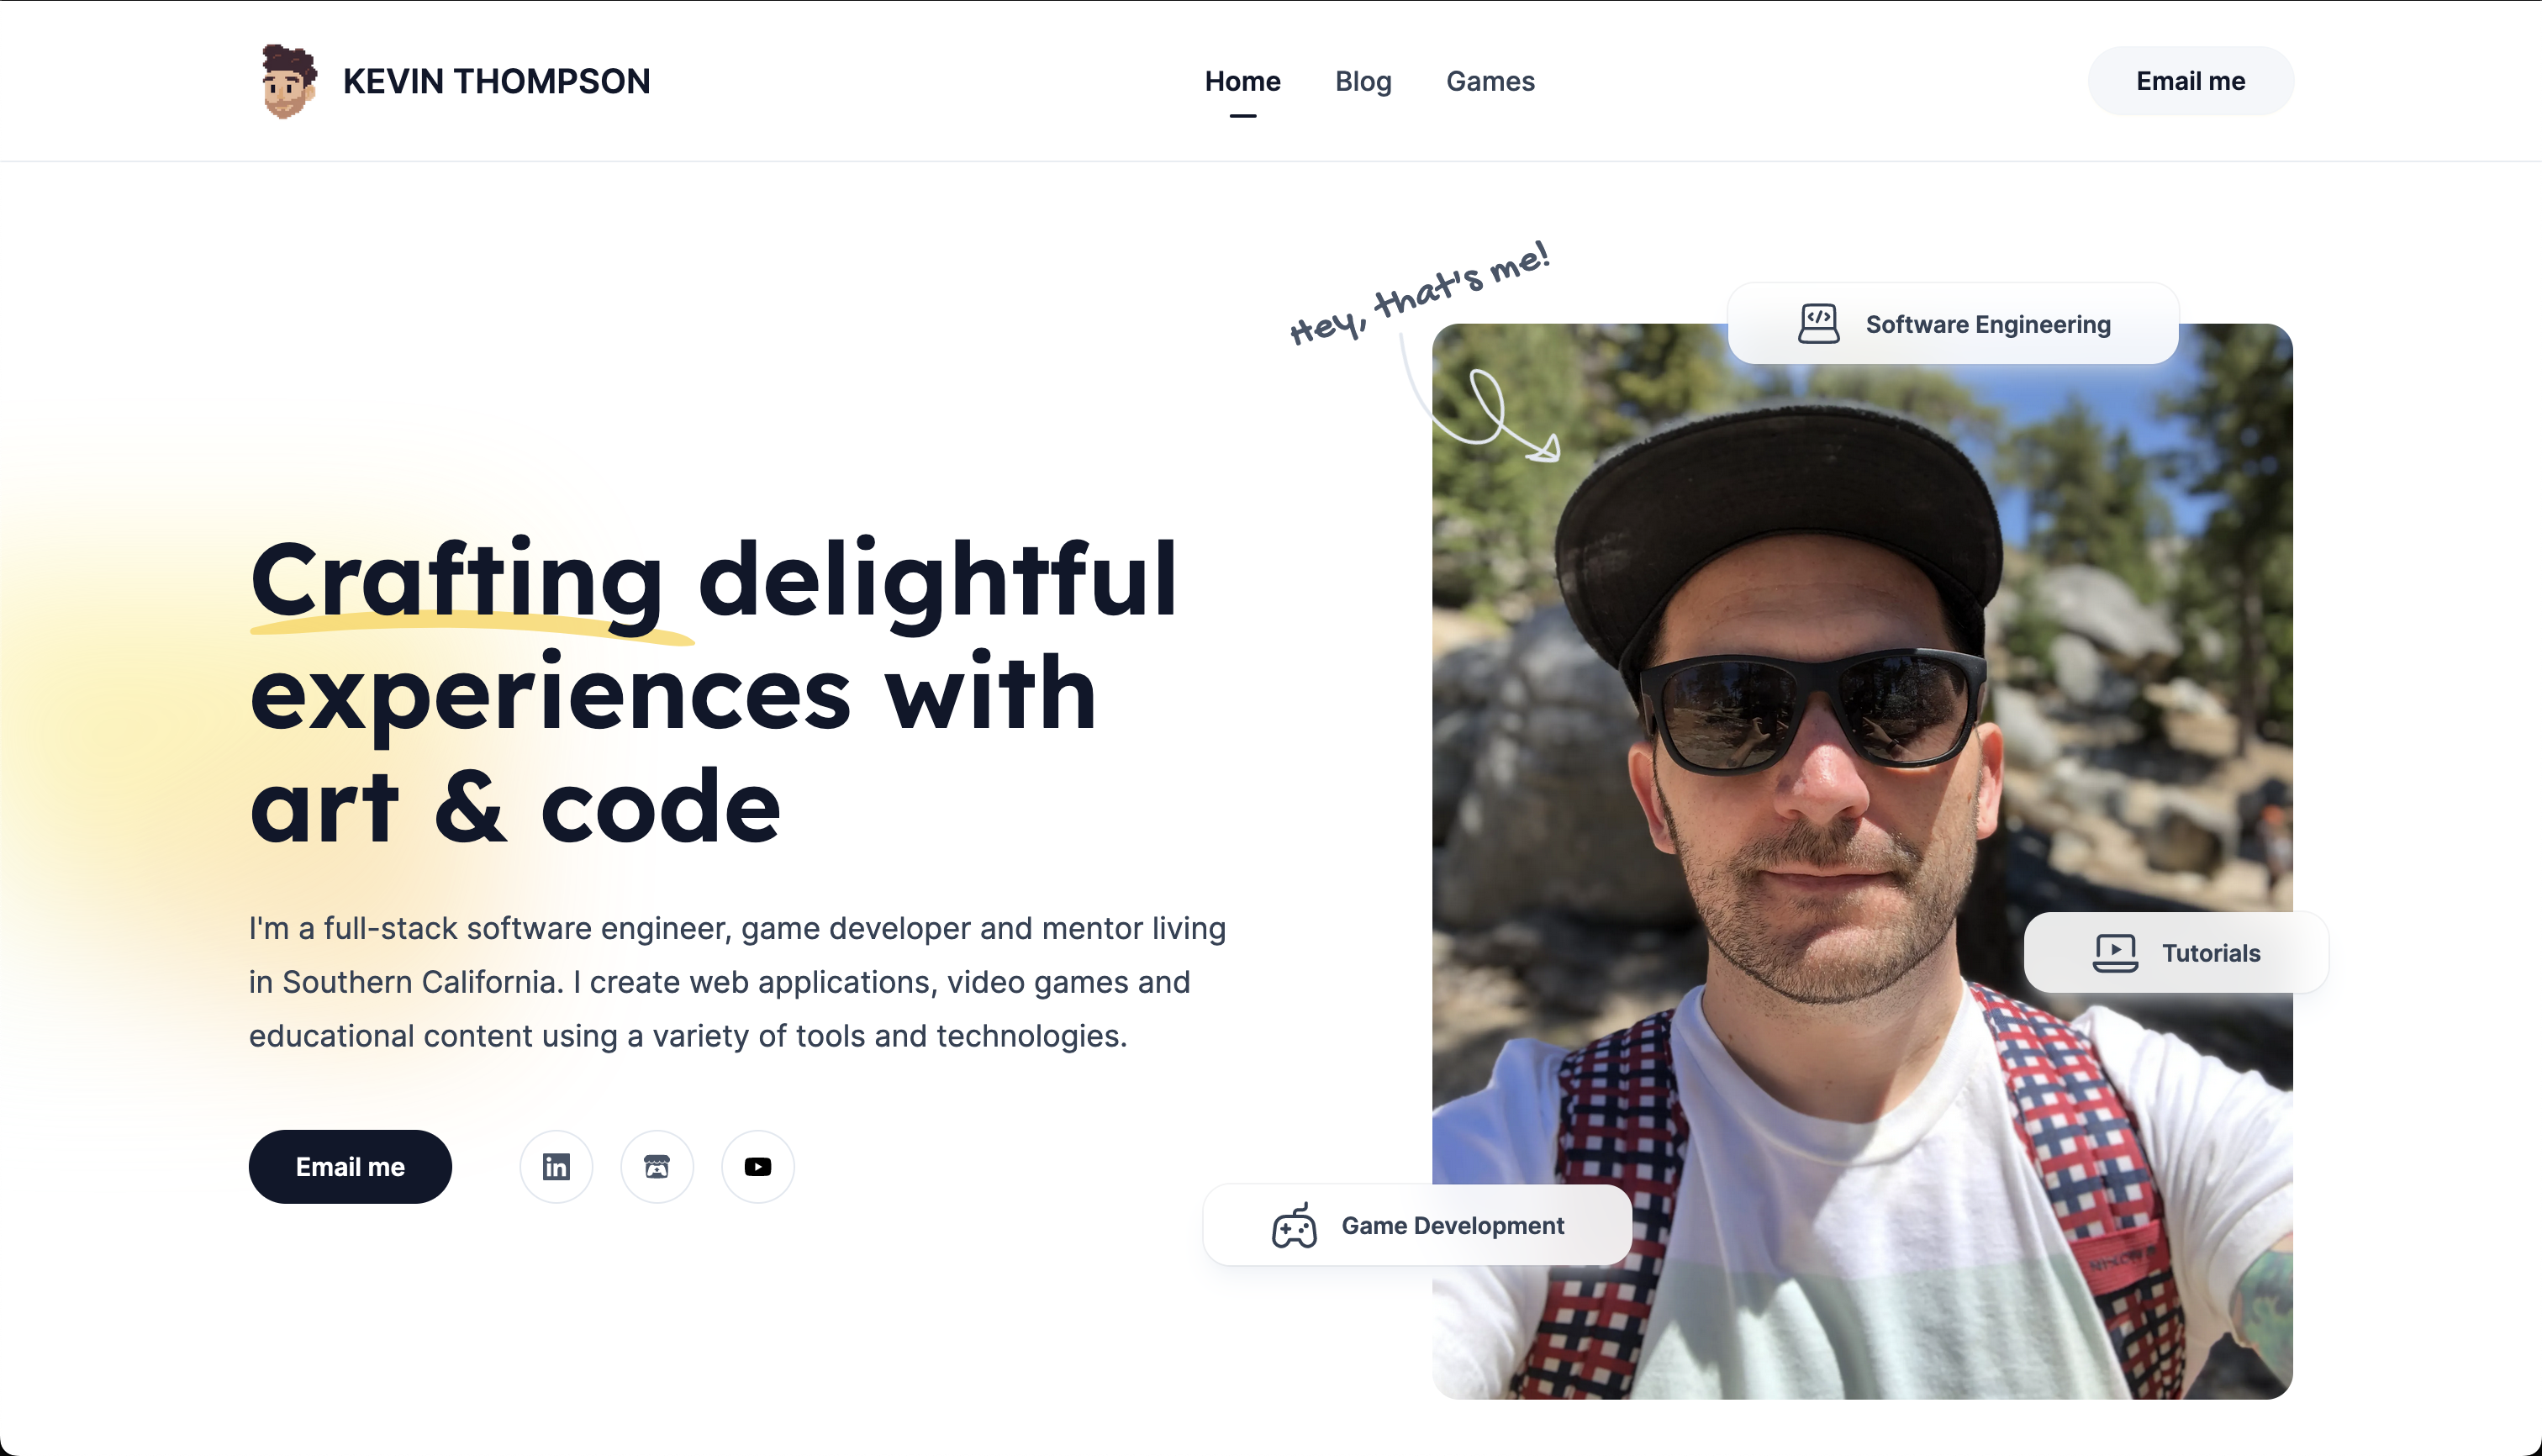 KEVIN THOMPSON
Home
Blog
Games
Email me
Hey, that's me!
Software Engineering
Crafting delightful
experiences with
art & code
I'm a full-stack software engineer, game developer and mentor living
in Southern California. I create web applications, video games and
educational content using a variety of tools and technologies.
Tutorials
Email me
in
Game Development
NIXON